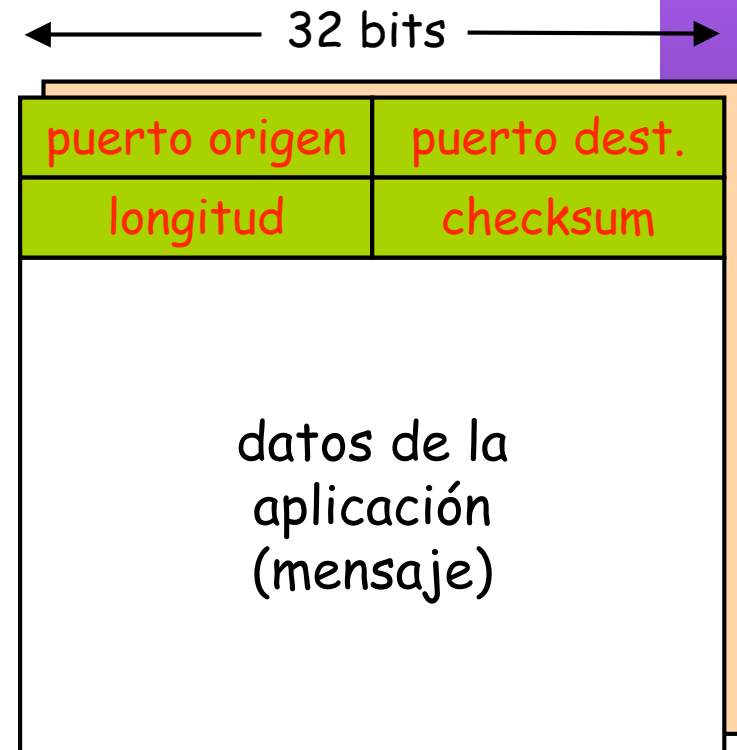 32 bits
puerto origen
puerto dest.
longitud
checksum
datos de la
aplicación
(mensaje)